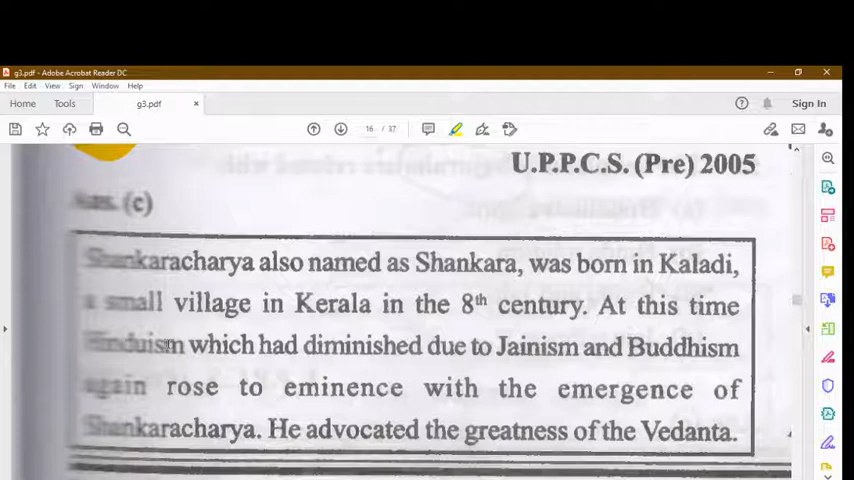 g3.pdf - Adobe Acrobat Reader DC
File Edit View Sign Window Help
Home Tools g3.pdf × Sign In
16 / 37
U.P.P.C.S. (Pre) 2005
Ans. (c)
Shankaracharya also named as Shankara, was born in Kaladi,
a small village in Kerala in the 8th century. At this time
Hinduism which had diminished due to Jainism and Buddhism
again rose to eminence with the emergence of
Shankaracharya. He advocated the greatness of the Vedanta.